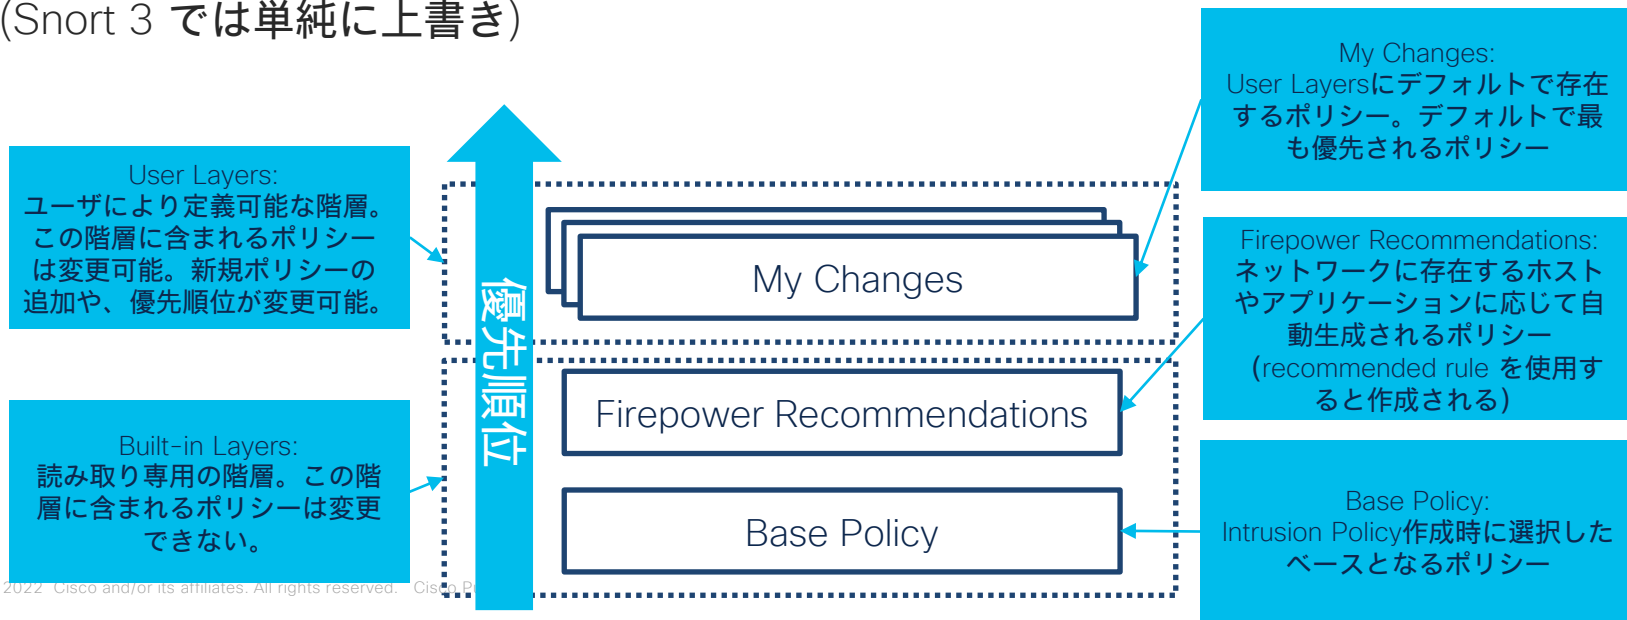 (Snort 3 では単純に上書き)
My Changes:
User Layersにデフォルトで存在
するポリシー。デフォルトで最
も優先されるポリシー
User Layers:
ユーザにより定義可能な階層。
この階層に含まれるポリシー
は変更可能。新規ポリシーの
追加や、優先順位が変更可能。
優先順位
My Changes
Firepower Recommendations:
ネットワークに存在するホスト
やアプリケーションに応じて自
動生成されるポリシー
(recommended rule を使用す
ると作成される)
Firepower Recommendations
Built-in Layers:
読み取り専用の階層。この階
層に含まれるポリシーは変更
できない。
Base Policy
Base Policy:
Intrusion Policy作成時に選択した
ベースとなるポリシー
2022 Cisco and/or its affiliates. All rights reserved. Cisco P